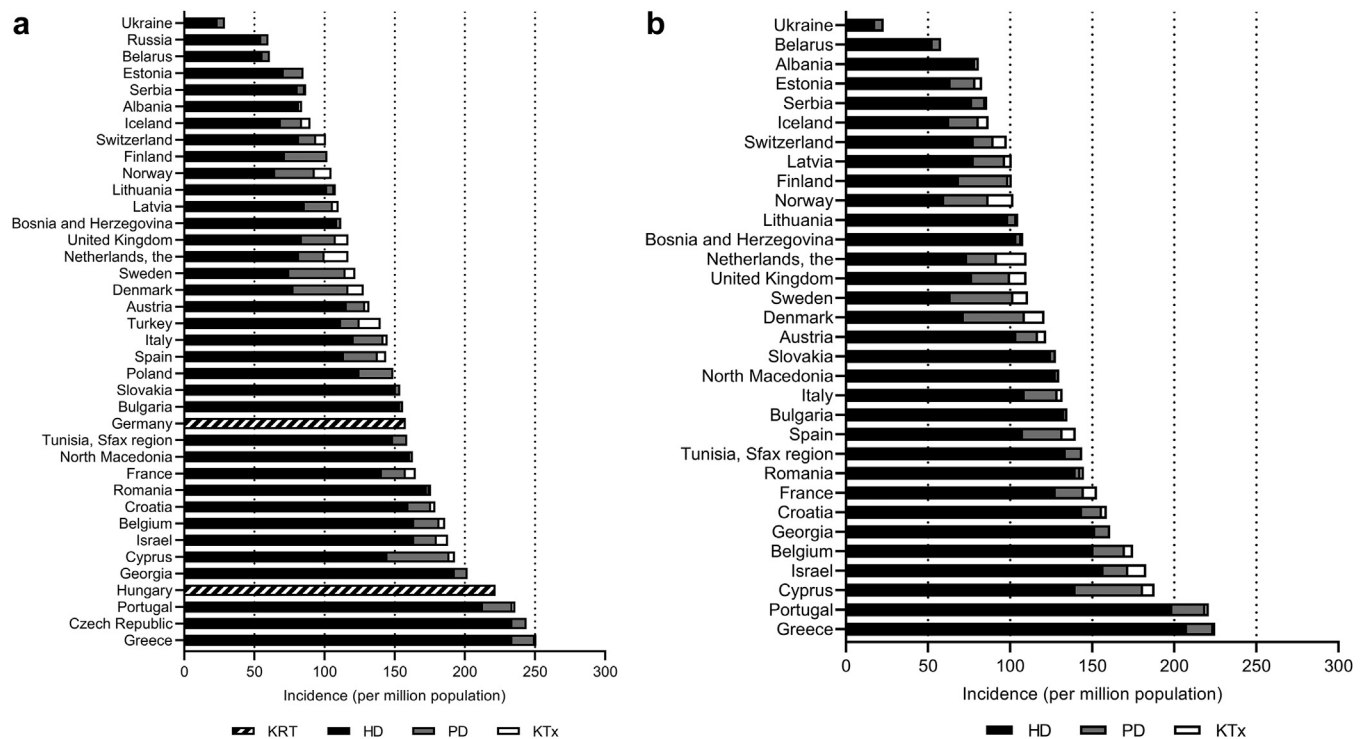 a
Ukraine
Russia
Belarus
Estonia
Serbia
Albania
Iceland
Switzerland
Finland
Norway
Lithuania
Latvia
Bosnia and Herzegovina
United Kingdom
Netherlands, the
Sweden
Denmark
Austria
Turkey
Italy
Spain
Poland
Slovakia
Bulgaria
Germany
Tunisia, Sfax region
North Macedonia
France
Romania
Croatia
Belgium
Israel
Cyprus
Georgia
Hungary
Portugal
Czech Republic
Greece
0 50 100 150 200 250 300
Incidence (per million population)
KRT HD PD KTx
b
Ukraine
Belarus
Albania
Estonia
Serbia
Iceland
Switzerland
Latvia
Finland
Norway
Lithuania
Bosnia and Herzegovina
Netherlands, the
United Kingdom
Sweden
Denmark
Austria
Slovakia
North Macedonia
Italy
Bulgaria
Spain
Tunisia, Sfax region
Romania
France
Croatia
Georgia
Belgium
Israel
Cyprus
Portugal
Greece
0 50 100 150 200 250 300
Incidence (per million population)
HD PD KTx